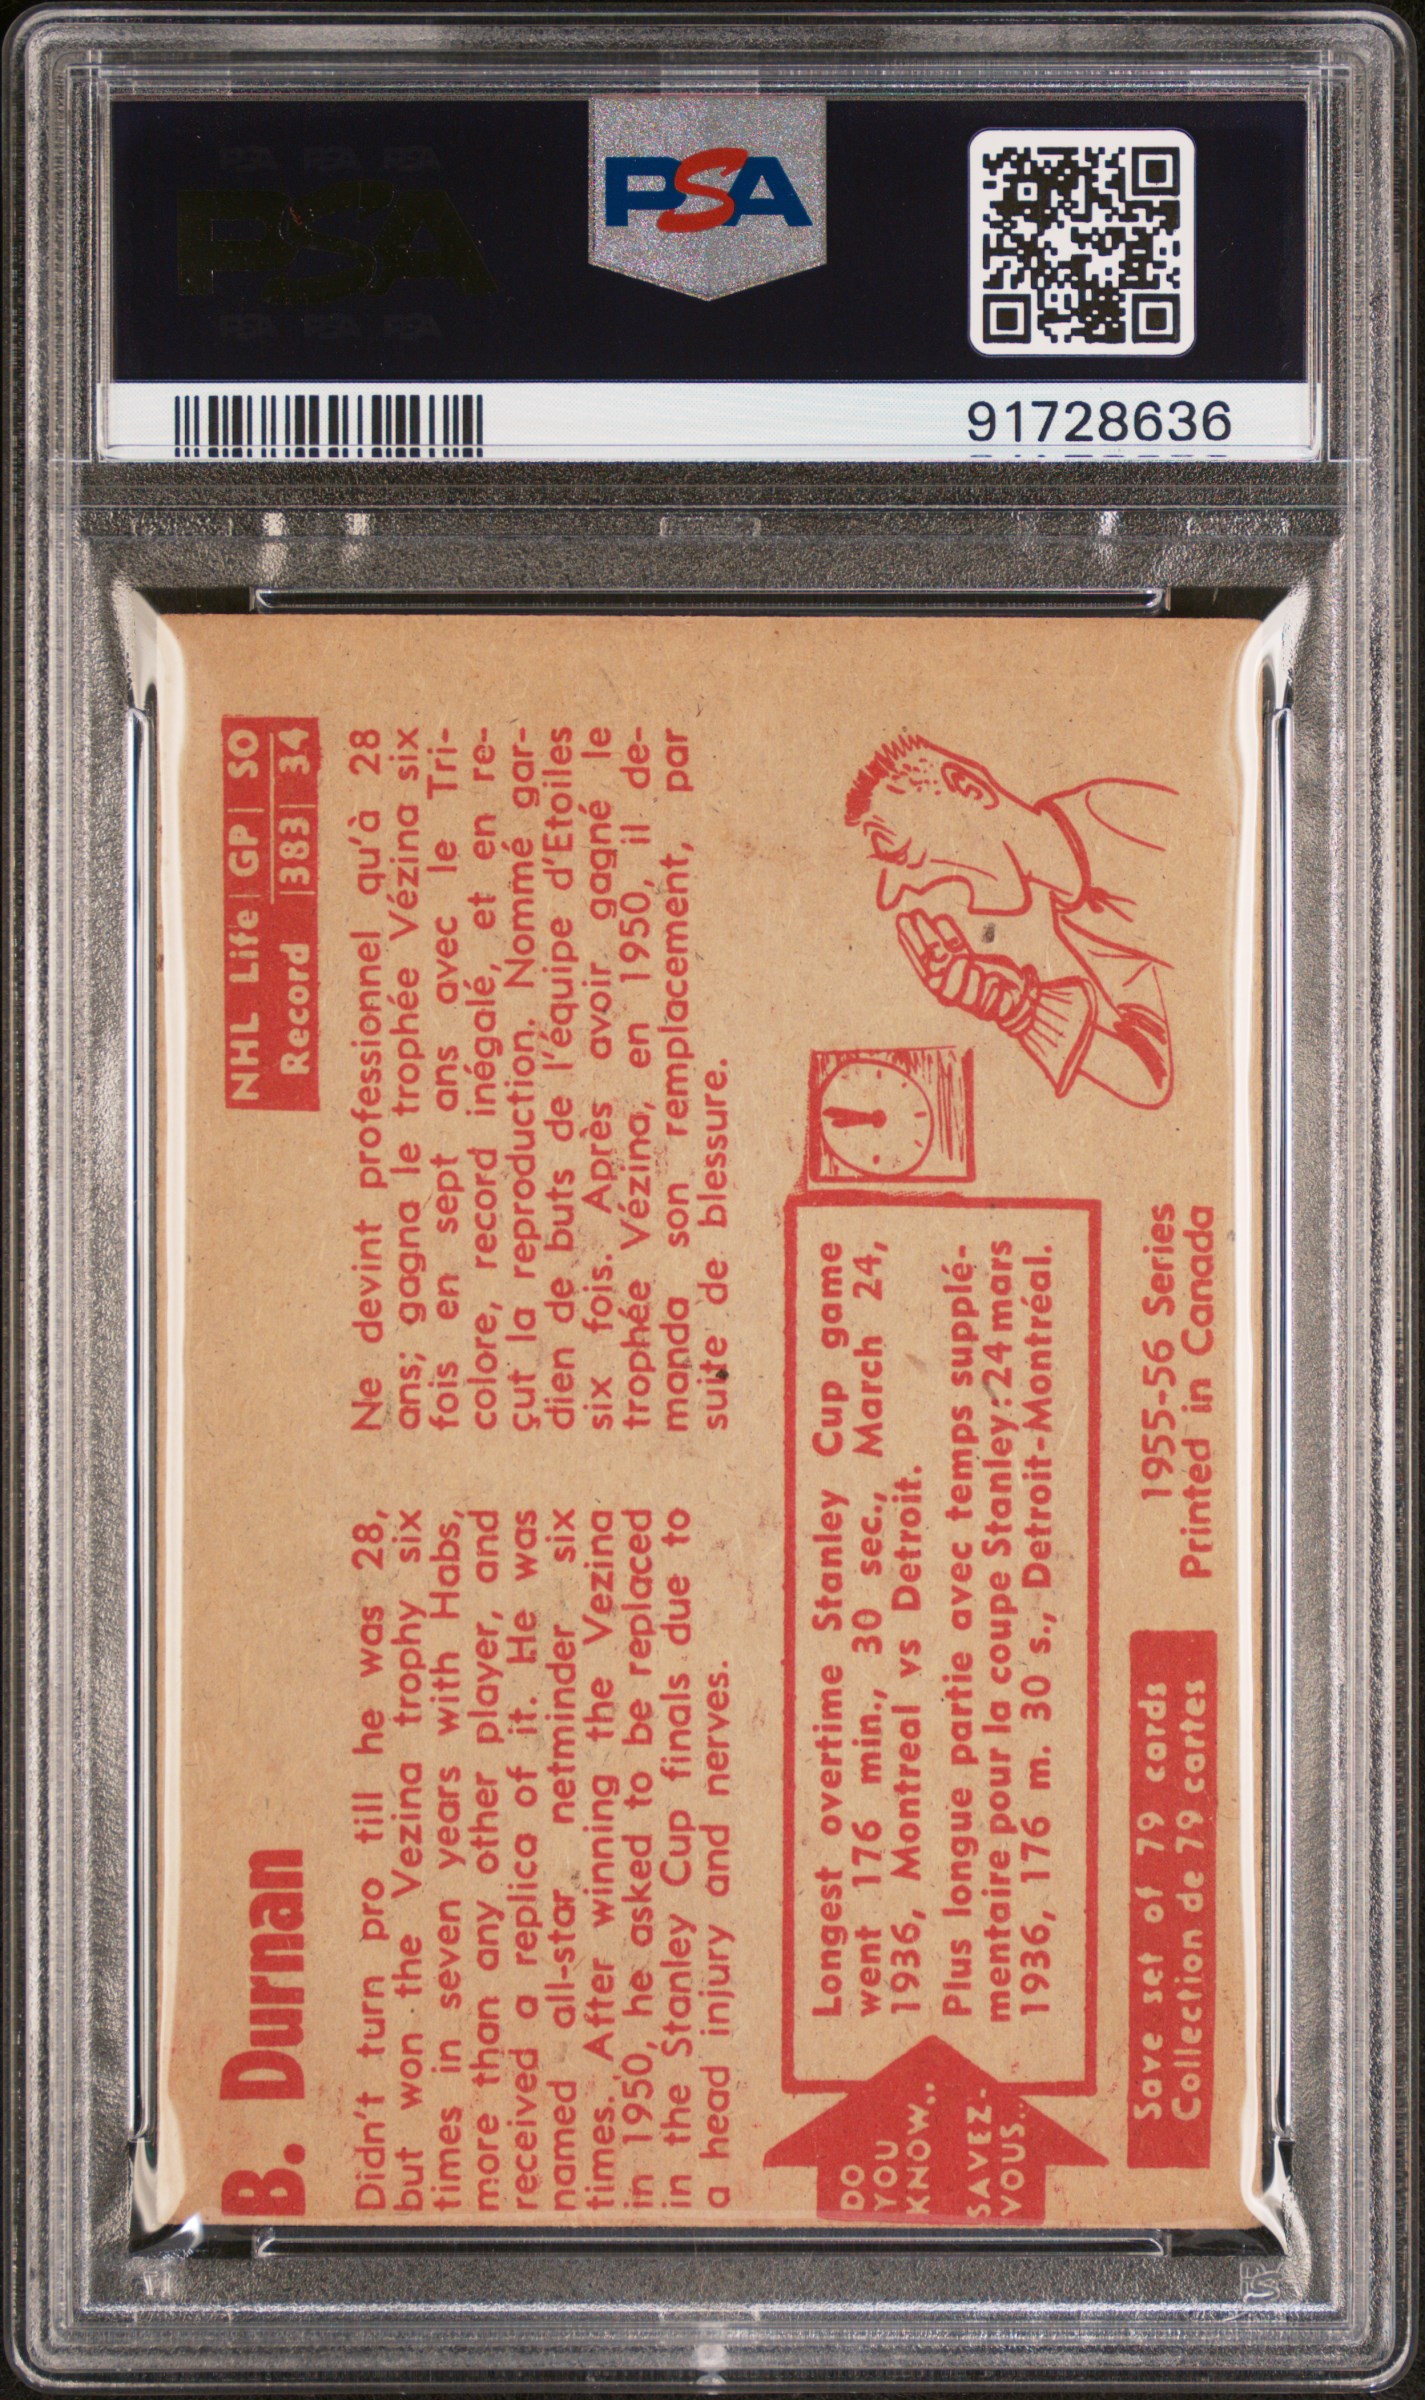 PSA
91728636
B. Durnan
NHL Life GP SO
Record 383 34
Didn't turn pro till he was 28,
but won the Vezina trophy six
times in seven years with Habs,
more than any other player, and
received a replica of it. He was
named all-star netminder six
times. After winning the Vezina
in 1950, he asked to be replaced
in the Stanley Cup finals due to
a head injury and nerves.
Ne devint professionnel qu'à 28
ans; gagna le trophée Vézina six
fois en sept ans avec le Tri-
colore, record inégalé, et en re-
çut la reproduction. Nommé gar-
dien de buts de l'équipe d'Etoiles
six fois. Après avoir gagné le
trophée Vézina, en 1950, il de-
manda son remplacement, par
suite de blessure.
DO
YOU
KNOW..
SAVEZ-
VOUS..
Longest overtime Stanley Cup game
went 176 min., 30 sec., March 24,
1936, Montreal vs Detroit.
Plus longue partie avec temps supplé-
mentaire pour la coupe Stanley: 24 mars
1936, 176 m. 30 s., Detroit-Montréal.
Save set of 79 cards
Collection de 79 cartes
1955-56 Series
Printed in Canada